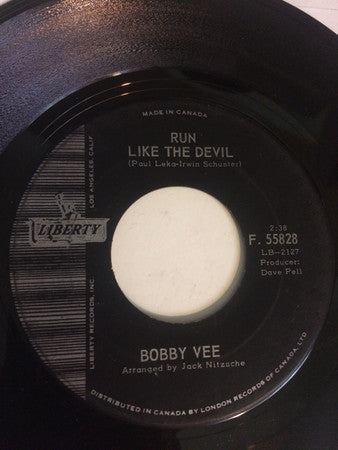 MADE IN CANADA
RUN
LIKE THE DEVIL
(Paul Leka-Irwin Schuster)
LIBERTY
LIBERTY RECORDS, INC.
LOS ANGELES, CALIF
2:38
F. 55828
LB-2127
Producer:
Dave Pell
BOBBY VEE
Arranged by Jack Nitzsche
DISTRIBUTED IN CANADA BY LONDON RECORDS OF CANADA, LTD.